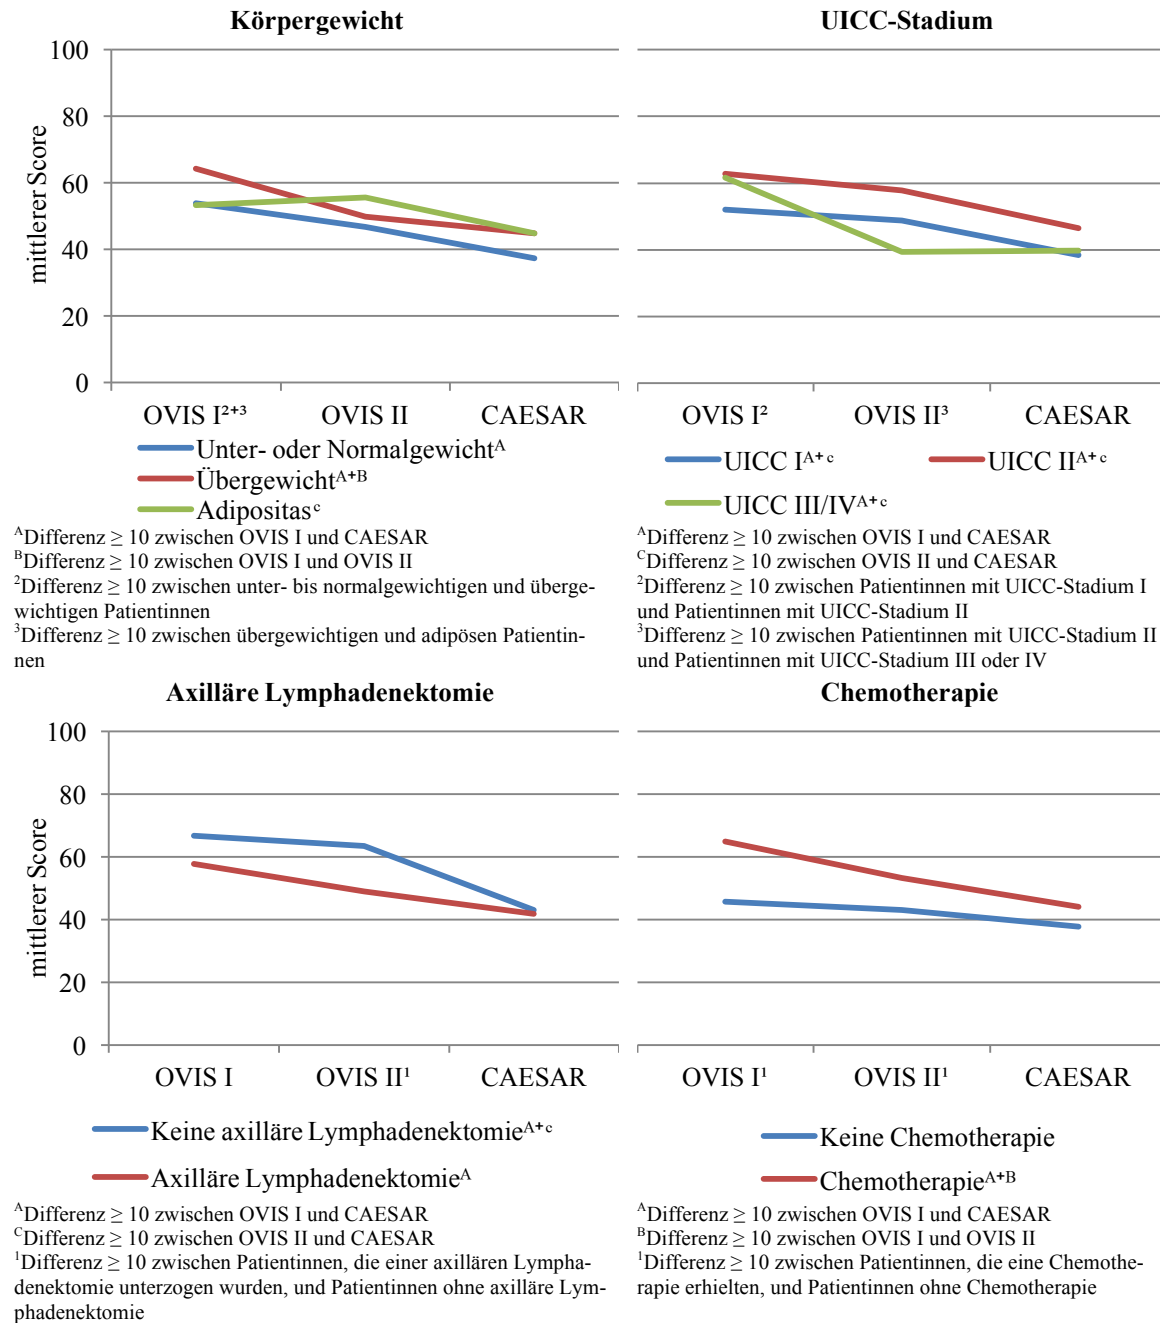 Körpergewicht
UICC-Stadium
mittlerer Score
100
80
60
40
20
0
OVIS I²⁺³ OVIS II CAESAR
Unter- oder Normalgewichtᴬ
Übergewichtᴬ⁺ᴮ
Adipositasᶜ
OVIS I² OVIS II³ CAESAR
UICC Iᴬ⁺ᶜ UICC IIᴬ⁺ᶜ
UICC III/IVᴬ⁺ᶜ
ᴬDifferenz ≥ 10 zwischen OVIS I und CAESAR
ᴮDifferenz ≥ 10 zwischen OVIS I und OVIS II
²Differenz ≥ 10 zwischen unter- bis normalgewichtigen und überge-
wichtigen Patientinnen
³Differenz ≥ 10 zwischen übergewichtigen und adipösen Patientin-
nen
ᴬDifferenz ≥ 10 zwischen OVIS I und CAESAR
ᶜDifferenz ≥ 10 zwischen OVIS II und CAESAR
²Differenz ≥ 10 zwischen Patientinnen mit UICC-Stadium I
und Patientinnen mit UICC-Stadium II
³Differenz ≥ 10 zwischen Patientinnen mit UICC-Stadium II
und Patientinnen mit UICC-Stadium III oder IV
Axilläre Lymphadenektomie
Chemotherapie
mittlerer Score
100
80
60
40
20
0
OVIS I OVIS II¹ CAESAR
Keine axilläre Lymphadenektomieᴬ⁺ᶜ
Axilläre Lymphadenektomieᴬ
OVIS I¹ OVIS II¹ CAESAR
Keine Chemotherapie
Chemotherapieᴬ⁺ᴮ
ᴬDifferenz ≥ 10 zwischen OVIS I und CAESAR
ᶜDifferenz ≥ 10 zwischen OVIS II und CAESAR
¹Differenz ≥ 10 zwischen Patientinnen, die einer axillären Lympha-
denektomie unterzogen wurden, und Patientinnen ohne axilläre Lym-
phadenektomie
ᴬDifferenz ≥ 10 zwischen OVIS I und CAESAR
ᴮDifferenz ≥ 10 zwischen OVIS I und OVIS II
¹Differenz ≥ 10 zwischen Patientinnen, die eine Chemothe-
rapie erhielten, und Patientinnen ohne Chemotherapie